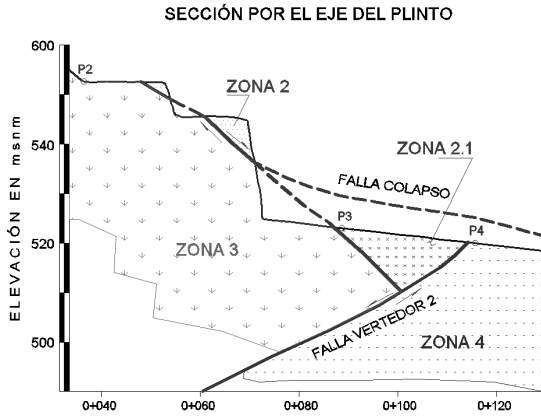 SECCIÓN POR EL EJE DEL PLINTO
600
P2
ZONA 2
ELEVACIÓN EN msnm
540
ZONA 2.1
FALLA COLAPSO
P3
P4
520
ZONA 3
FALLA VERTEDOR 2
500
ZONA 4
0+040
0+060
0+080
0+100
0+120